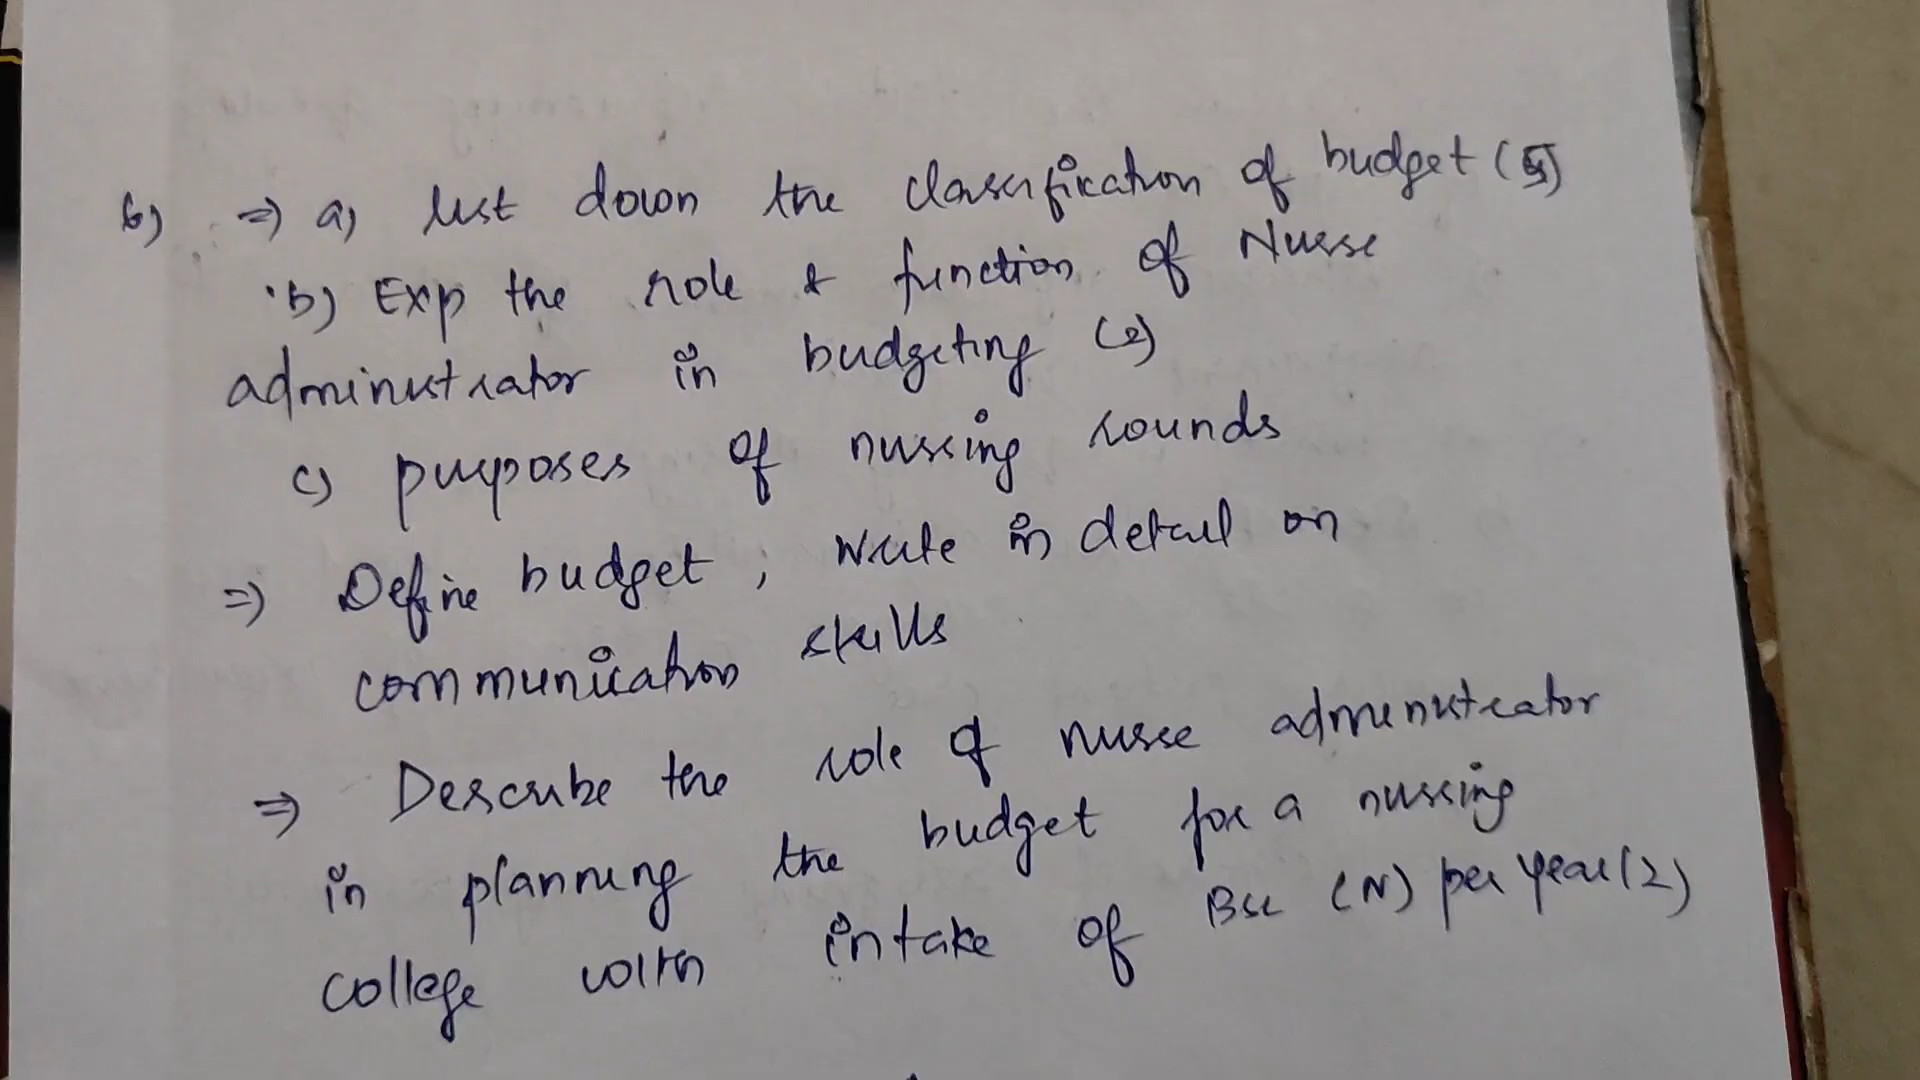 6) => a) list down the classification of budget (5)
b) Exp the role & function of Nurse
administrator in budgeting (2)
c) purposes of nursing rounds
=> Define budget, write in detail on
communication skills
=> Describe the role of nurse administrator
in planning the budget for a nursing
college with intake of Bsc (N) per year (2)